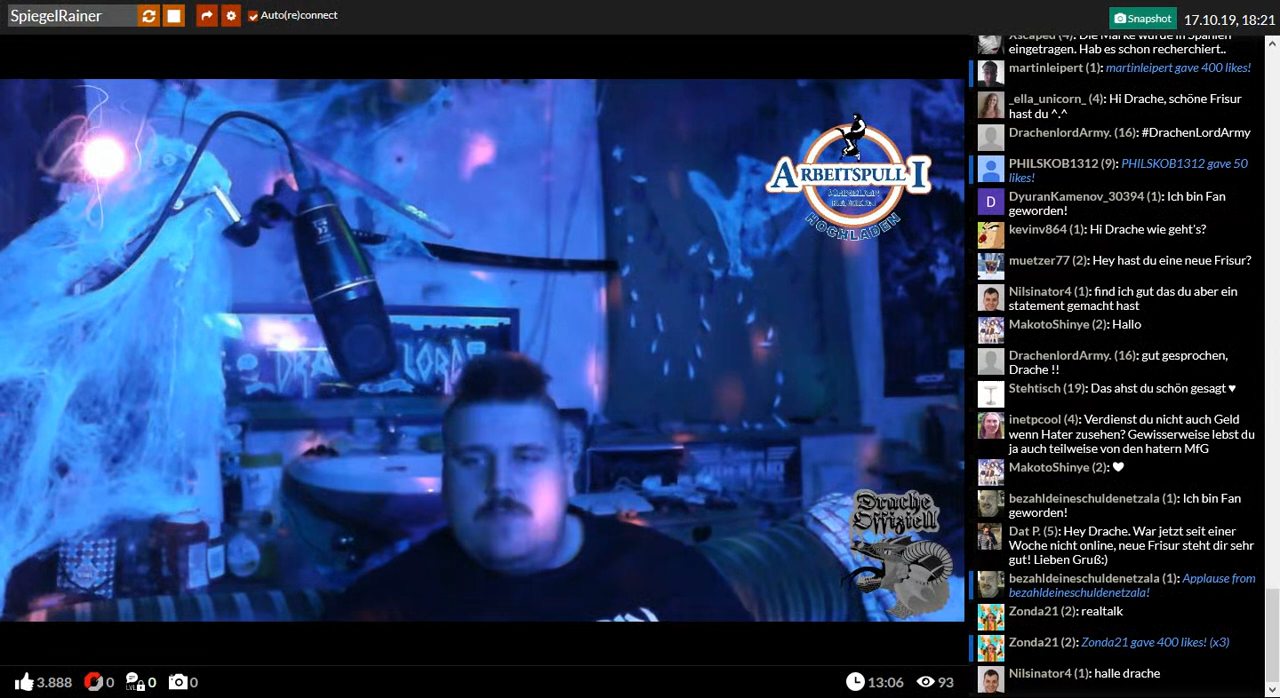 SpiegelRainer
Auto(re)connect
Snapshot
17.10.19, 18:21
ARBEITSPULLI
HOCHLADEN
Drache
Offiziell
Xscaped (4): Die Marke wurde in Spanien
eingetragen. Hab es schon recherchiert..
martinleipert (1): martinleipert gave 400 likes!
_ella_unicorn_ (4): Hi Drache, schöne Frisur
hast du ^.^
DrachenlordArmy. (16): #DrachenLordArmy
PHILSKOB1312 (9): PHILSKOB1312 gave 50
likes!
D
DyuranKamenov_30394 (1): Ich bin Fan
geworden!
kevinv864 (1): Hi Drache wie geht's?
muetzer77 (2): Hey hast du eine neue Frisur?
Nilsinator4 (1): find ich gut das du aber ein
statement gemacht hast
MakotoShinye (2): Hallo
DrachenlordArmy. (16): gut gesprochen,
Drache !!
Stehtisch (19): Das ahst du schön gesagt ♥
inetpcool (4): Verdienst du nicht auch Geld
wenn Hater zusehen? Gewisserweise lebst du
ja auch teilweise von den hatern MfG
MakotoShinye (2): ♥
bezahldeineschuldenetzala (1): Ich bin Fan
geworden!
Dat P. (5): Hey Drache. War jetzt seit einer
Woche nicht online, neue Frisur steht dir sehr
gut! Lieben Gruß:)
bezahldeineschuldenetzala (1): Applause from
bezahldeineschuldenetzala!
Zonda21 (2): realtalk
Zonda21 (2): Zonda21 gave 400 likes! (x3)
Nilsinator4 (1): halle drache
3.888
0
LVL
0
0
13:06
93